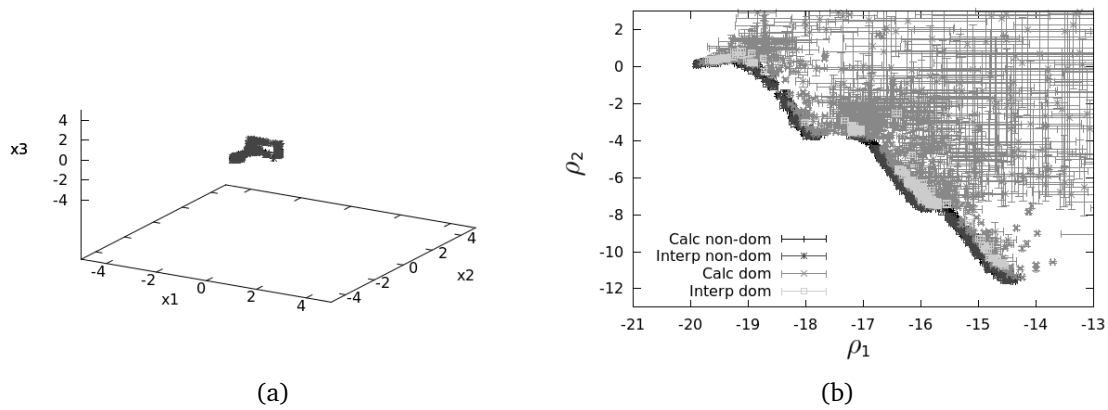 x3
4
2
0
-2
-4
-4
-2
0
2
4
x1
-4
-2
0
2
4
x2
(a)
2
0
-2
-4
-6
-8
-10
-12
ρ2
Calc non-dom
Interp non-dom
Calc dom
Interp dom
-21 -20 -19 -18 -17 -16 -15 -14 -13
ρ1
(b)